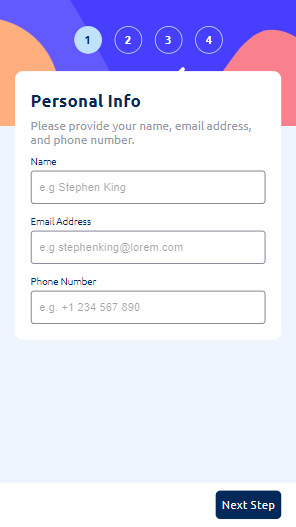 1 2 3 4
Personal Info
Please provide your name, email address,
and phone number.
Name
e.g Stephen King
Email Address
e.g stephenking@lorem.com
Phone Number
e.g. +1 234 567 890
Next Step